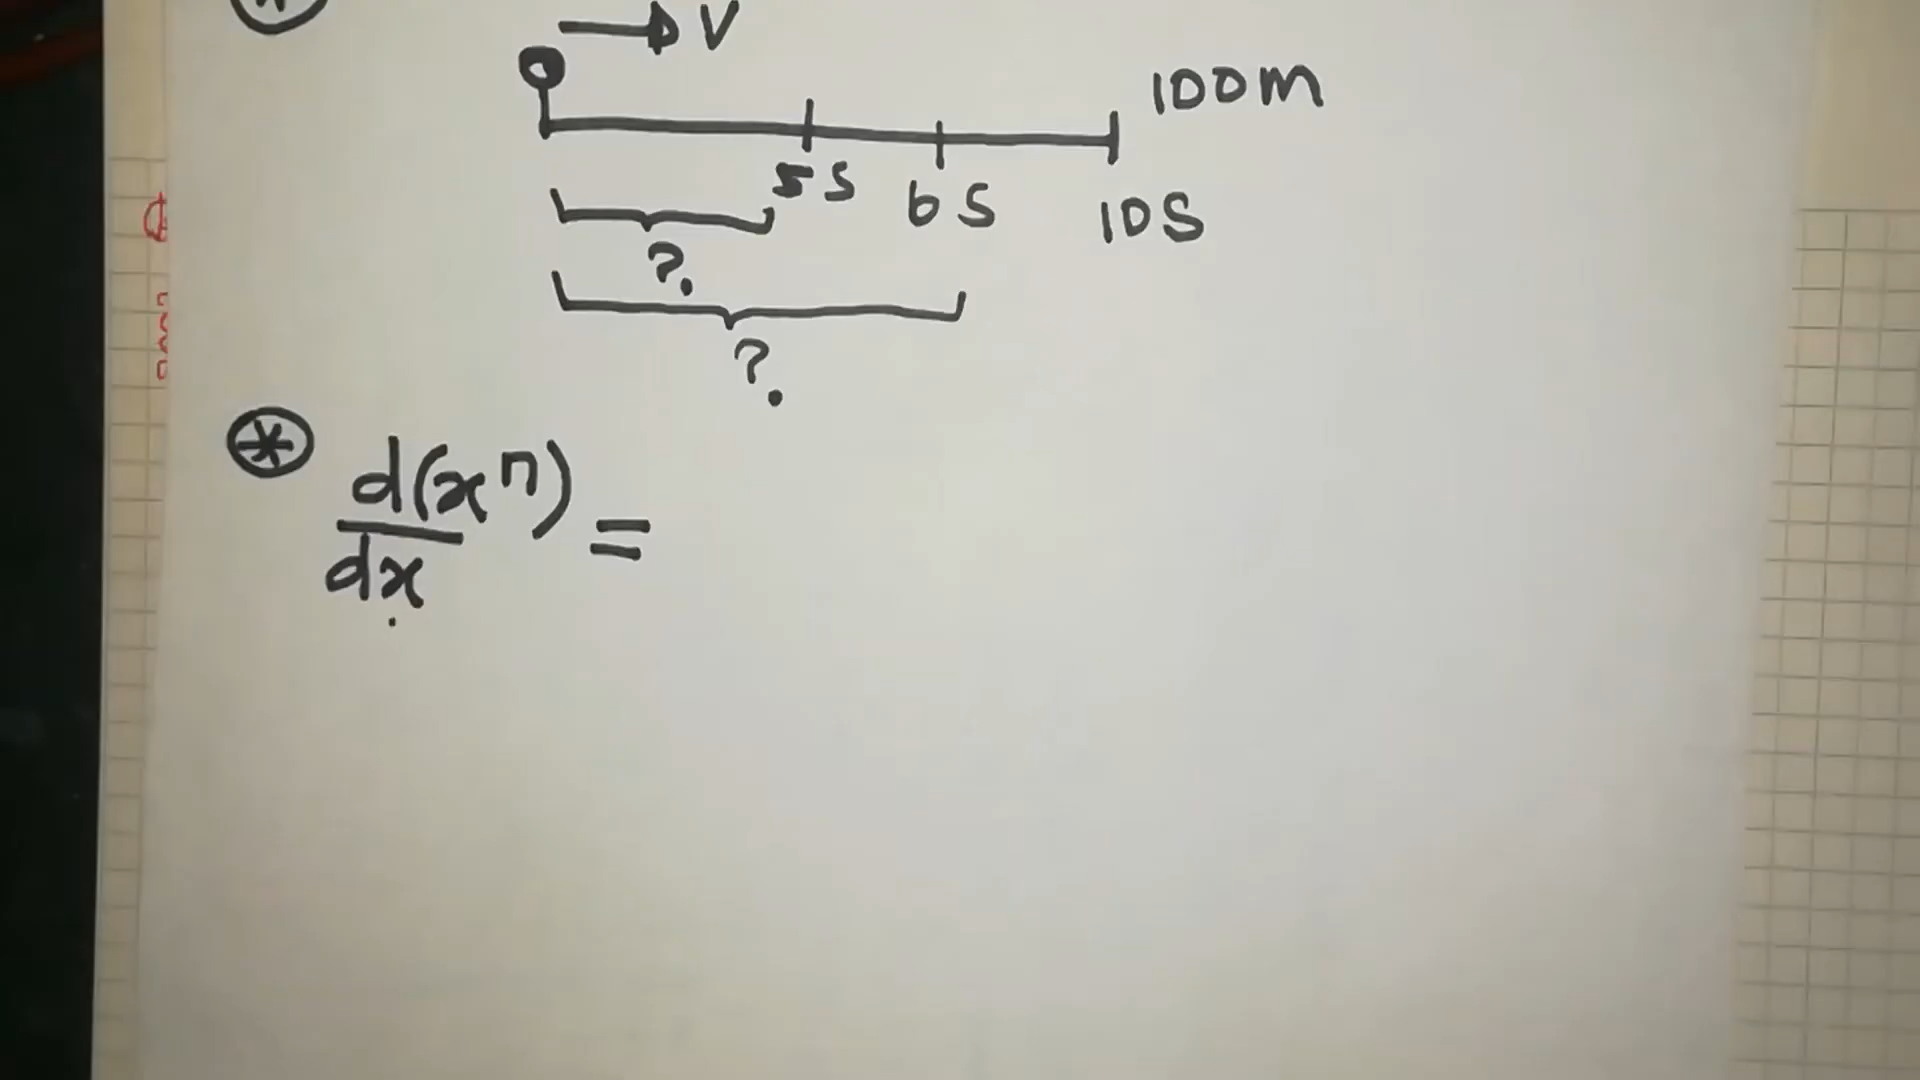 V
100m
5S 6S 10S
?
?
* d(xⁿ)
dx =